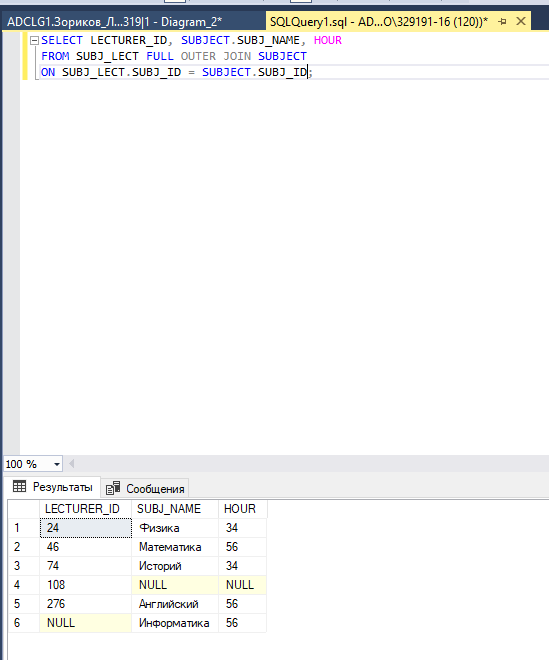 ADCLG1.Зориков_Л...319|1 - Diagram_2*
SQLQuery1.sql - AD...O\329191-16 (120))*
SELECT LECTURER_ID, SUBJECT.SUBJ_NAME, HOUR
FROM SUBJ_LECT FULL OUTER JOIN SUBJECT
ON SUBJ_LECT.SUBJ_ID = SUBJECT.SUBJ_ID;
100 %
Результаты Сообщения
LECTURER_ID SUBJ_NAME HOUR
1 24 Физика 34
2 46 Математика 56
3 74 Историй 34
4 108 NULL NULL
5 276 Английский 56
6 NULL Информатика 56